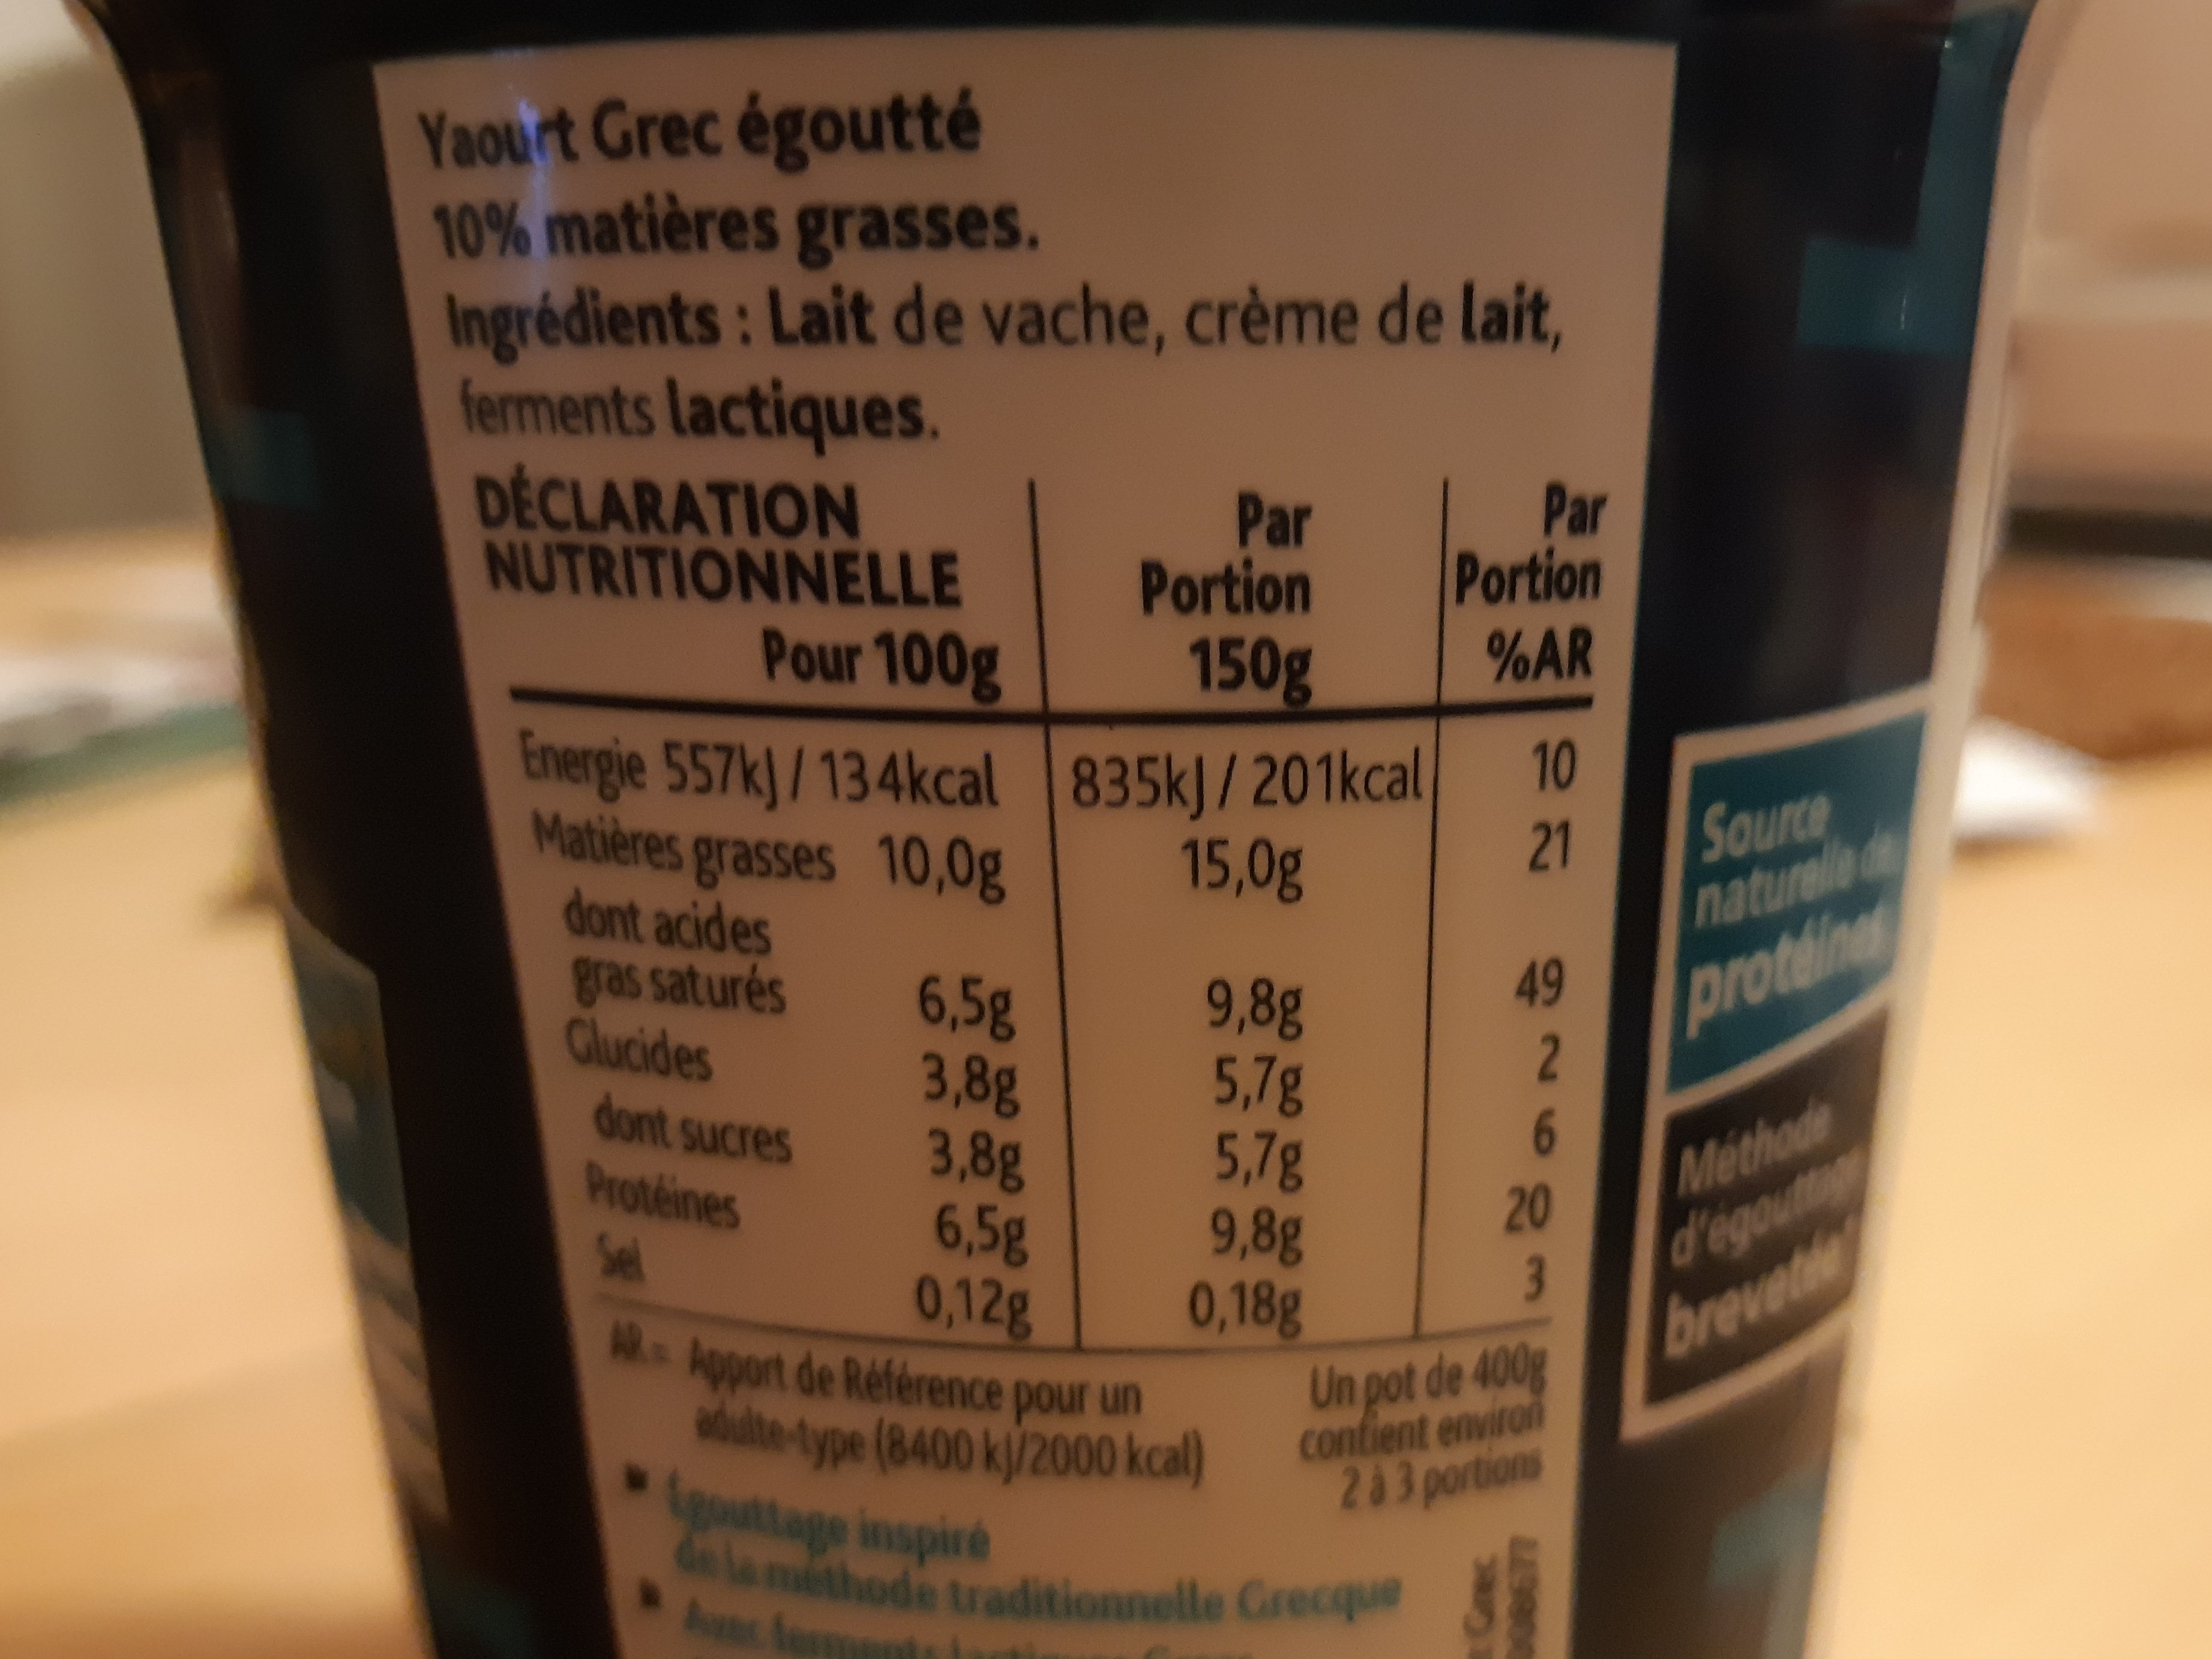 Yaourt Grec égoutté
10% matières grasses.
Ingrédients : Lait de vache, crème de lait,
ferments lactiques.
DÉCLARATION NUTRITIONNELLE Pour 100g | Par Portion 150g | Par Portion %AR
Energie 557kJ / 134kcal | 835kJ / 201kcal | 10
Matières grasses 10,0g | 15,0g | 21
dont acides
gras saturés 6,5g | 9,8g | 49
Glucides 3,8g | 5,7g | 2
dont sucres 3,8g | 5,7g | 6
Protéines 6,5g | 9,8g | 20
Sel 0,12g | 0,18g | 3
AR = Apport de Référence pour un
adulte-type (8400 kJ/2000 kcal)
Un pot de 400g
contient environ
2 à 3 portions
Egouttage inspiré
de la méthode traditionnelle Grecque
Avec ferments
Source
naturelle de
protéines
Méthode
d'égouttage
brevetée